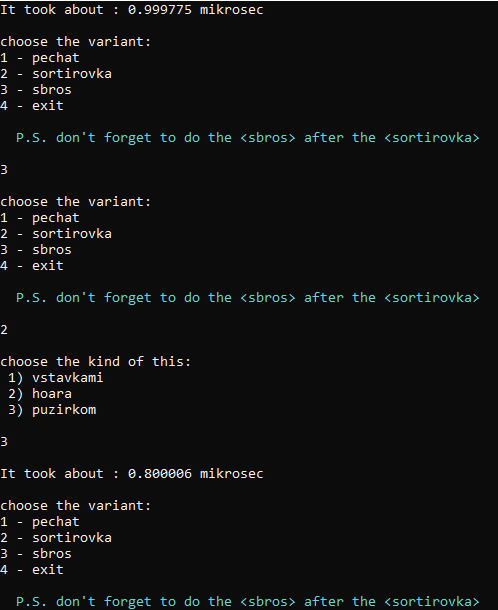 It took about : 0.999775 mikrosec
choose the variant:
1 - pechat
2 - sortirovka
3 - sbros
4 - exit
P.S. don't forget to do the <sbros> after the <sortirovka>
3
choose the variant:
1 - pechat
2 - sortirovka
3 - sbros
4 - exit
P.S. don't forget to do the <sbros> after the <sortirovka>
2
choose the kind of this:
1) vstavkami
2) hoara
3) puzirkom
3
It took about : 0.800006 mikrosec
choose the variant:
1 - pechat
2 - sortirovka
3 - sbros
4 - exit
P.S. don't forget to do the <sbros> after the <sortirovka>